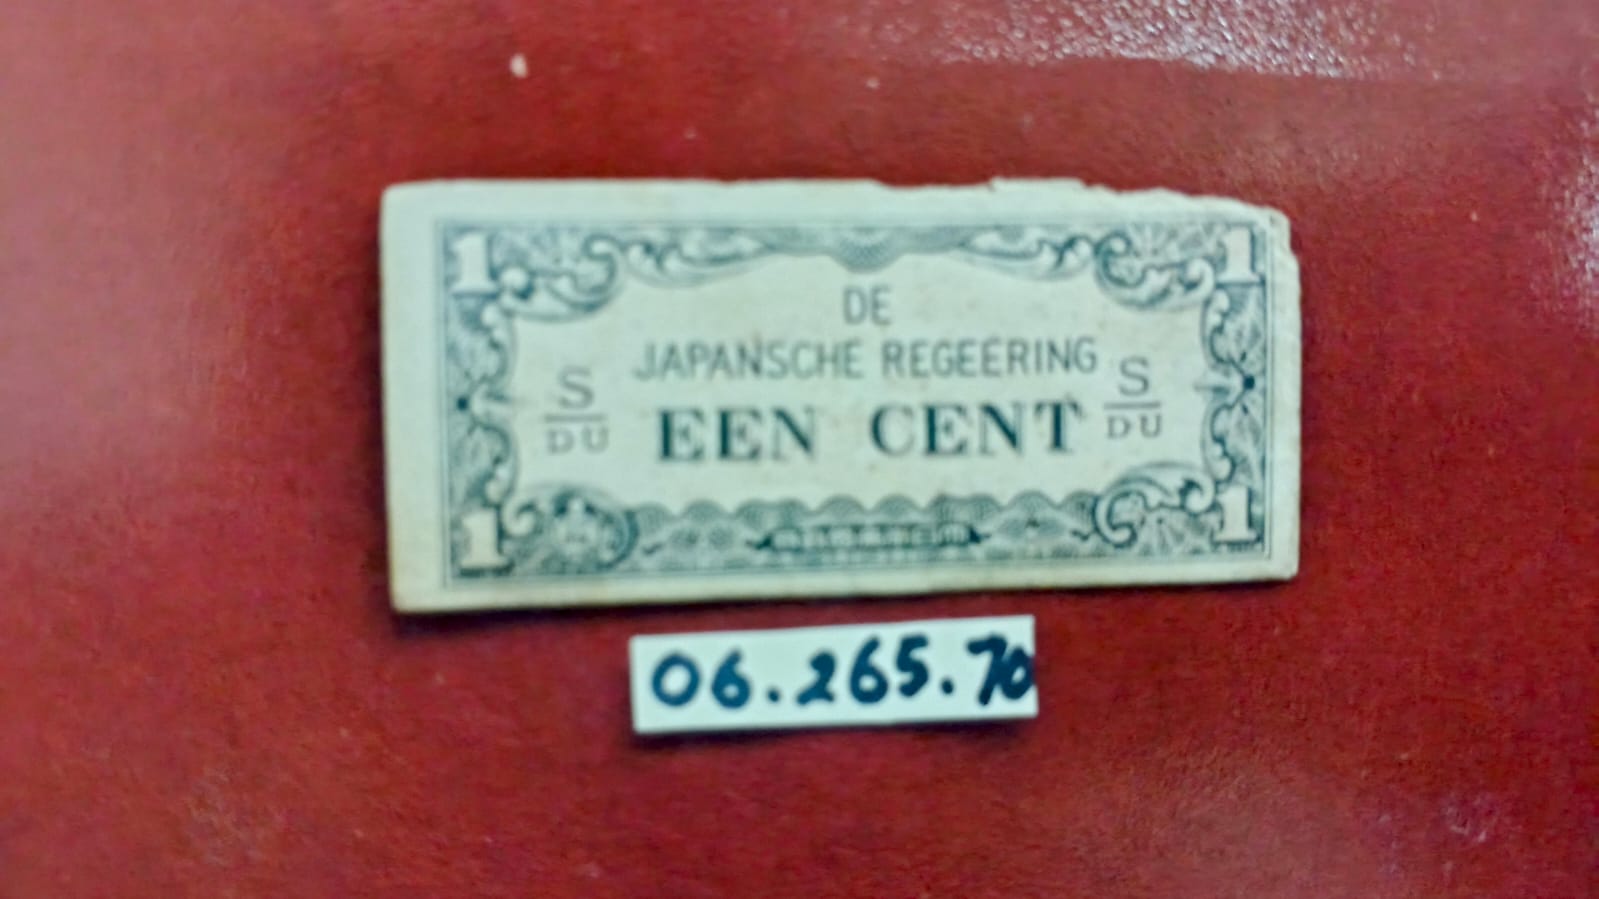 1 1
DE
JAPANSCHE REGEERING
S/DU EEN CENT S/DU
1 1
06.265.70